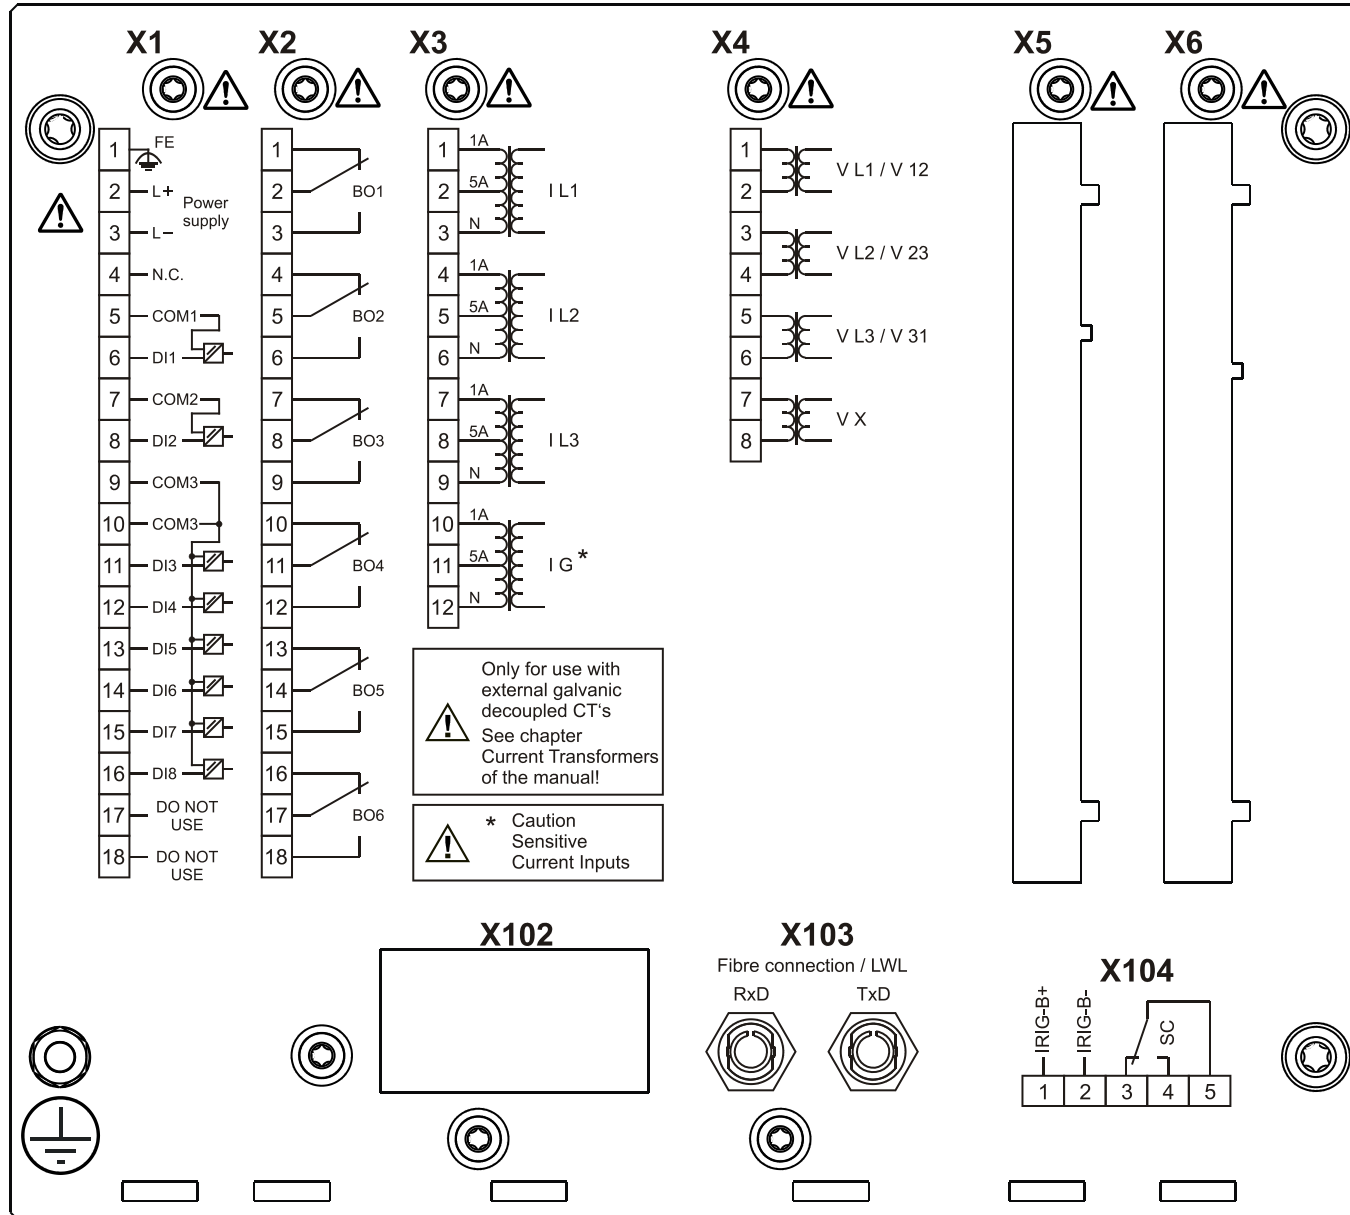 X1
X2
X3
X4
X5
X6
1 FE
2 L+
Power
supply
3 L−
4 N.C.
5 COM1
6 DI1
7 COM2
8 DI2
9 COM3
10 COM3
11 DI3
12 DI4
13 DI5
14 DI6
15 DI7
16 DI8
17 DO NOT
USE
18 DO NOT
USE
1
2 BO1
3
4
5 BO2
6
7
8 BO3
9
10
11 BO4
12
13
14 BO5
15
16
17 BO6
18
1 1A
2 5A I L1
3 N
4 1A
5 5A I L2
6 N
7 1A
8 5A I L3
9 N
10 1A
11 5A I G*
12 N
Only for use with
external galvanic
decoupled CT‘s
See chapter
Current Transformers
of the manual!
* Caution
Sensitive
Current Inputs
1
V L1 / V 12
2
3
V L2 / V 23
4
5
V L3 / V 31
6
7
V X
8
X102
X103
Fibre connection / LWL
RxD TxD
X104
IRIG-B+
IRIG-B-
SC
1 2 3 4 5